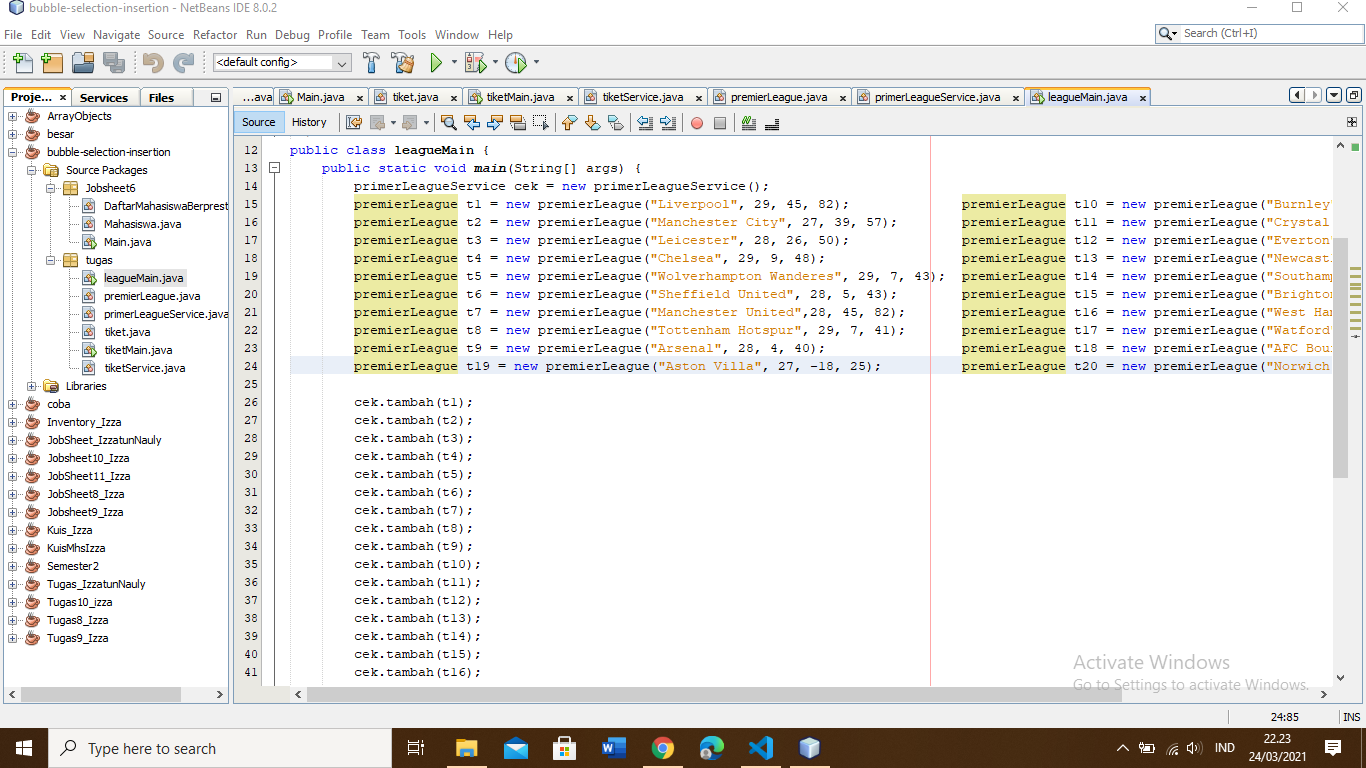 bubble-selection-insertion - NetBeans IDE 8.0.2
File Edit View Navigate Source Refactor Run Debug Profile Team Tools Window Help
Search (Ctrl+I)
<default config>
Proje... × Services Files
...ava Main.java tiket.java tiketMain.java tiketService.java premierLeague.java primerLeagueService.java leagueMain.java
Source History
ArrayObjects
besar
bubble-selection-insertion
Source Packages
Jobsheet6
DaftarMahasiswaBerprest
Mahasiswa.java
Main.java
tugas
leagueMain.java
premierLeague.java
primerLeagueService.java
tiket.java
tiketMain.java
tiketService.java
Libraries
coba
Inventory_Izza
JobSheet_IzzatunNauly
Jobsheet10_Izza
JobSheet11_Izza
JobSheet8_Izza
Jobsheet9_Izza
Kuis_Izza
KuisMhsIzza
Semester2
Tugas_IzzatunNauly
Tugas10_izza
Tugas8_Izza
Tugas9_Izza
12 public class leagueMain {
13 public static void main(String[] args) {
14 primerLeagueService cek = new primerLeagueService();
15 premierLeague t1 = new premierLeague("Liverpool", 29, 45, 82); premierLeague t10 = new premierLeague("Burnley"
16 premierLeague t2 = new premierLeague("Manchester City", 27, 39, 57); premierLeague t11 = new premierLeague("Crystal
17 premierLeague t3 = new premierLeague("Leicester", 28, 26, 50); premierLeague t12 = new premierLeague("Everton
18 premierLeague t4 = new premierLeague("Chelsea", 29, 9, 48); premierLeague t13 = new premierLeague("Newcast
19 premierLeague t5 = new premierLeague("Wolverhampton Wanderes", 29, 7, 43); premierLeague t14 = new premierLeague("Southamp
20 premierLeague t6 = new premierLeague("Sheffield United", 28, 5, 43); premierLeague t15 = new premierLeague("Brighton
21 premierLeague t7 = new premierLeague("Manchester United",28, 45, 82); premierLeague t16 = new premierLeague("West Ham
22 premierLeague t8 = new premierLeague("Tottenham Hotspur", 29, 7, 41); premierLeague t17 = new premierLeague("Watford
23 premierLeague t9 = new premierLeague("Arsenal", 28, 4, 40); premierLeague t18 = new premierLeague("AFC Bou
24 premierLeague t19 = new premierLeague("Aston Villa", 27, -18, 25); premierLeague t20 = new premierLeague("Norwich
25
26 cek.tambah(t1);
27 cek.tambah(t2);
28 cek.tambah(t3);
29 cek.tambah(t4);
30 cek.tambah(t5);
31 cek.tambah(t6);
32 cek.tambah(t7);
33 cek.tambah(t8);
34 cek.tambah(t9);
35 cek.tambah(t10);
36 cek.tambah(t11);
37 cek.tambah(t12);
38 cek.tambah(t13);
39 cek.tambah(t14);
40 cek.tambah(t15);
41 cek.tambah(t16);
Activate Windows
Go to Settings to activate Windows.
24:85 INS
Type here to search
IND
22.23
24/03/2021